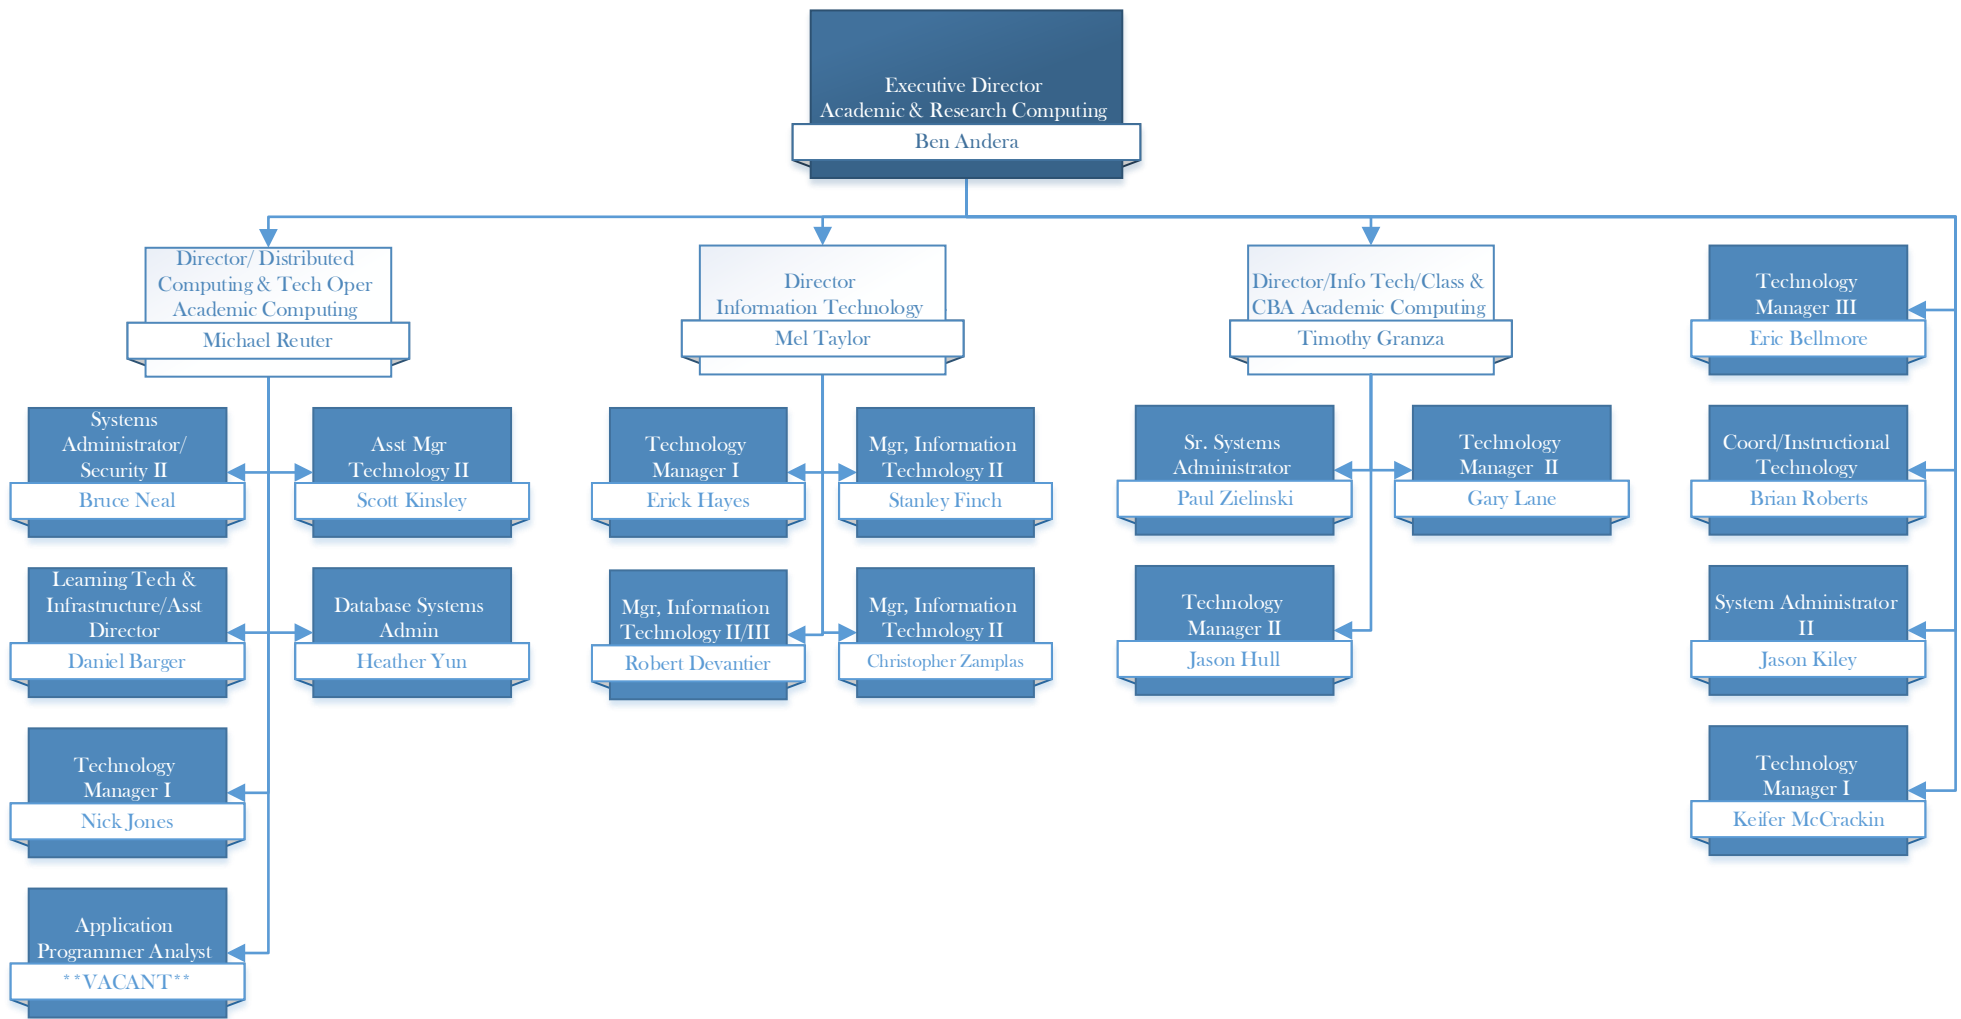 Executive Director
Academic & Research Computing
Ben Andera
Director/ Distributed
Computing & Tech Oper
Academic Computing
Michael Reuter
Director
Information Technology
Mel Taylor
Director/Info Tech/Class &
CBA Academic Computing
Timothy Gramza
Technology
Manager III
Eric Bellmore
Systems
Administrator/
Security II
Bruce Neal
Asst Mgr
Technology II
Scott Kinsley
Technology
Manager I
Erick Hayes
Mgr, Information
Technology II
Stanley Finch
Sr. Systems
Administrator
Paul Zielinski
Technology
Manager II
Gary Lane
Coord/Instructional
Technology
Brian Roberts
Learning Tech &
Infrastructure/Asst
Director
Daniel Barger
Database Systems
Admin
Heather Yun
Mgr, Information
Technology II/III
Robert Devantier
Mgr, Information
Technology II
Christopher Zamplas
Technology
Manager II
Jason Hull
System Administrator
II
Jason Kiley
Technology
Manager I
Nick Jones
Technology
Manager I
Keifer McCrackin
Application
Programmer Analyst
**VACANT**